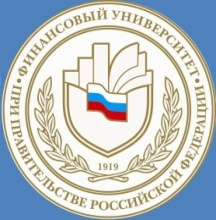 • ФИНАНСОВЫЙ УНИВЕРСИТЕТ •
ПРИ ПРАВИТЕЛЬСТВЕ РОССИЙСКОЙ ФЕДЕРАЦИИ
1919